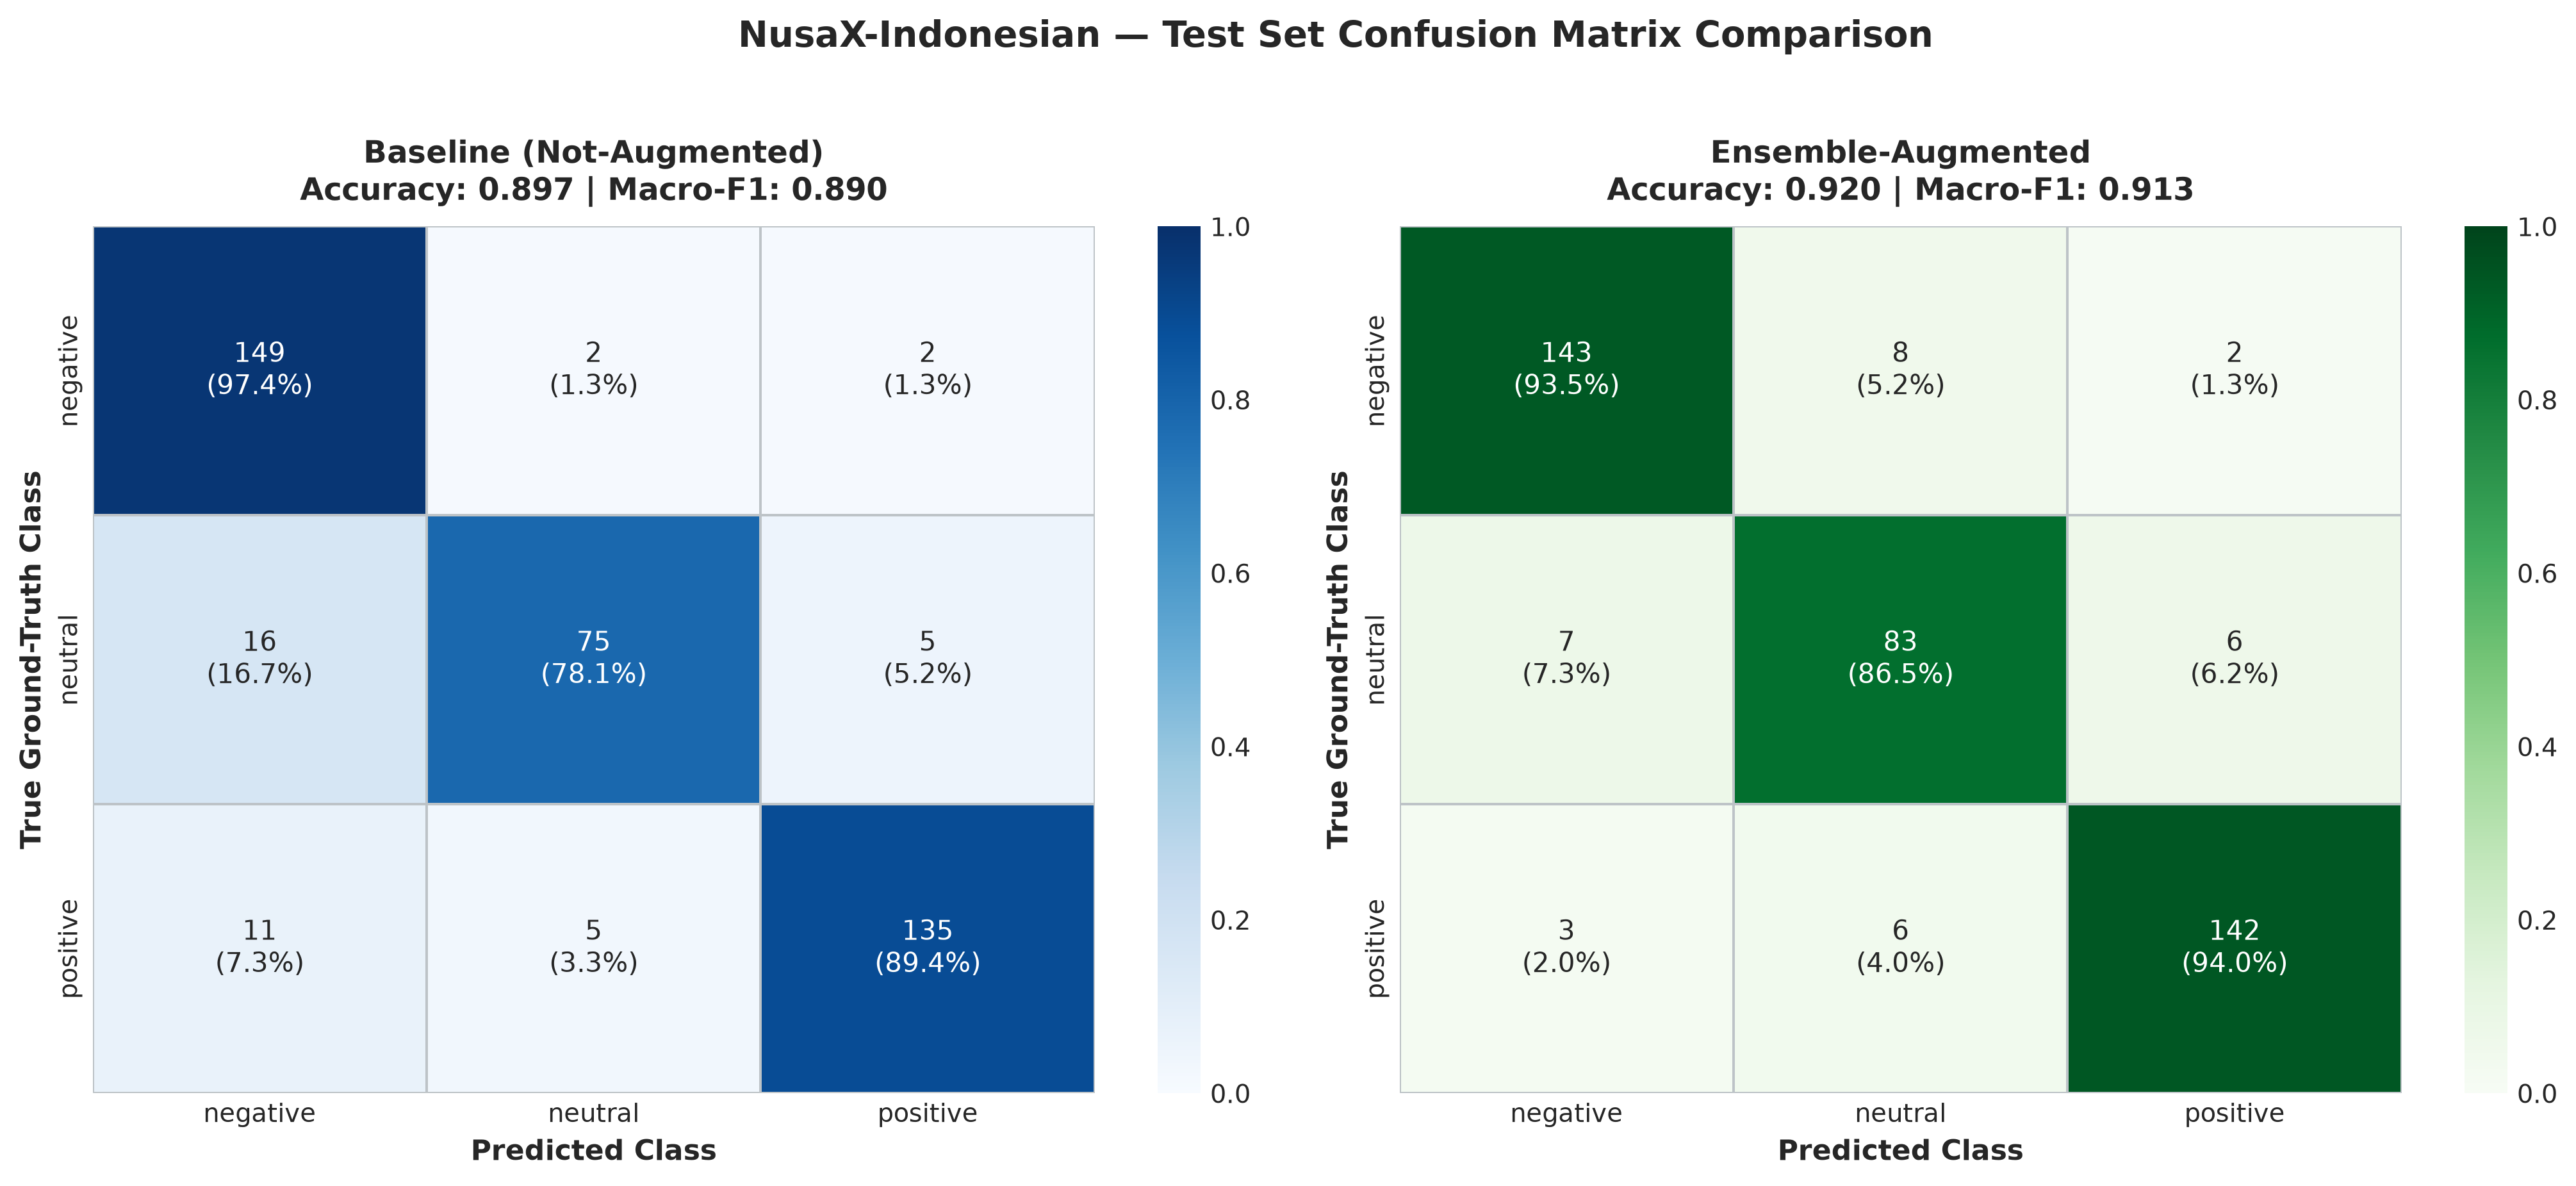 NusaX-Indonesian — Test Set Confusion Matrix Comparison
Baseline (Not-Augmented)
Accuracy: 0.897 | Macro-F1: 0.890
True Ground-Truth Class
negative
neutral
positive
149
(97.4%)
2
(1.3%)
2
(1.3%)
16
(16.7%)
75
(78.1%)
5
(5.2%)
11
(7.3%)
5
(3.3%)
135
(89.4%)
negative
neutral
positive
Predicted Class
1.0
0.8
0.6
0.4
0.2
0.0
Ensemble-Augmented
Accuracy: 0.920 | Macro-F1: 0.913
True Ground-Truth Class
negative
neutral
positive
143
(93.5%)
8
(5.2%)
2
(1.3%)
7
(7.3%)
83
(86.5%)
6
(6.2%)
3
(2.0%)
6
(4.0%)
142
(94.0%)
negative
neutral
positive
Predicted Class
1.0
0.8
0.6
0.4
0.2
0.0